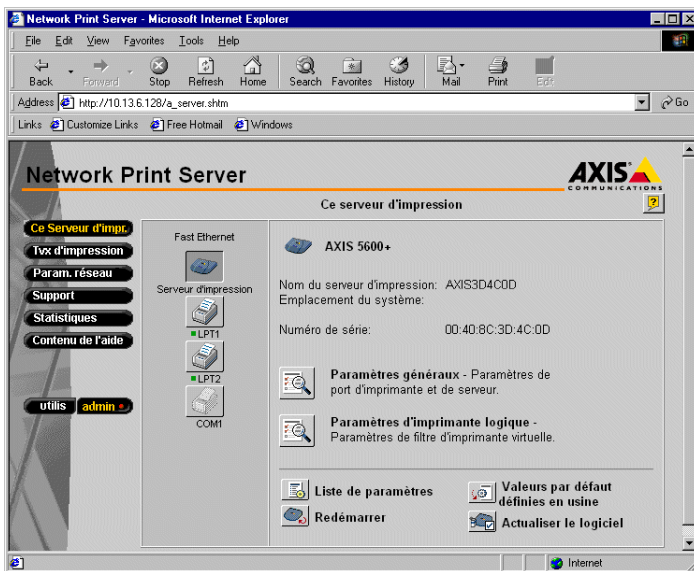 Network Print Server - Microsoft Internet Explorer
File Edit View Favorites Tools Help
Back Forward Stop Refresh Home Search Favorites History Mail Print Edit
Address http://10.13.6.128/a_server.shtm Go
Links Customize Links Free Hotmail Windows
Network Print Server
AXIS
COMMUNICATIONS
Ce serveur d'impression
?
Ce Serveur d'impr.
Tvx d'impression
Param. réseau
Support
Statistiques
Contenu de l'aide
utilis admin
Fast Ethernet
Serveur d'impression
LPT1
LPT2
COM1
AXIS 5600+
Nom du serveur d'impression: AXIS3D4C0D
Emplacement du système:
Numéro de série: 00:40:8C:3D:4C:0D
Paramètres généraux - Paramètres de
port d'imprimante et de serveur.
Paramètres d'imprimante logique -
Paramètres de filtre d'imprimante virtuelle.
Liste de paramètres
Valeurs par défaut
définies en usine
Redémarrer
Actualiser le logiciel
Internet